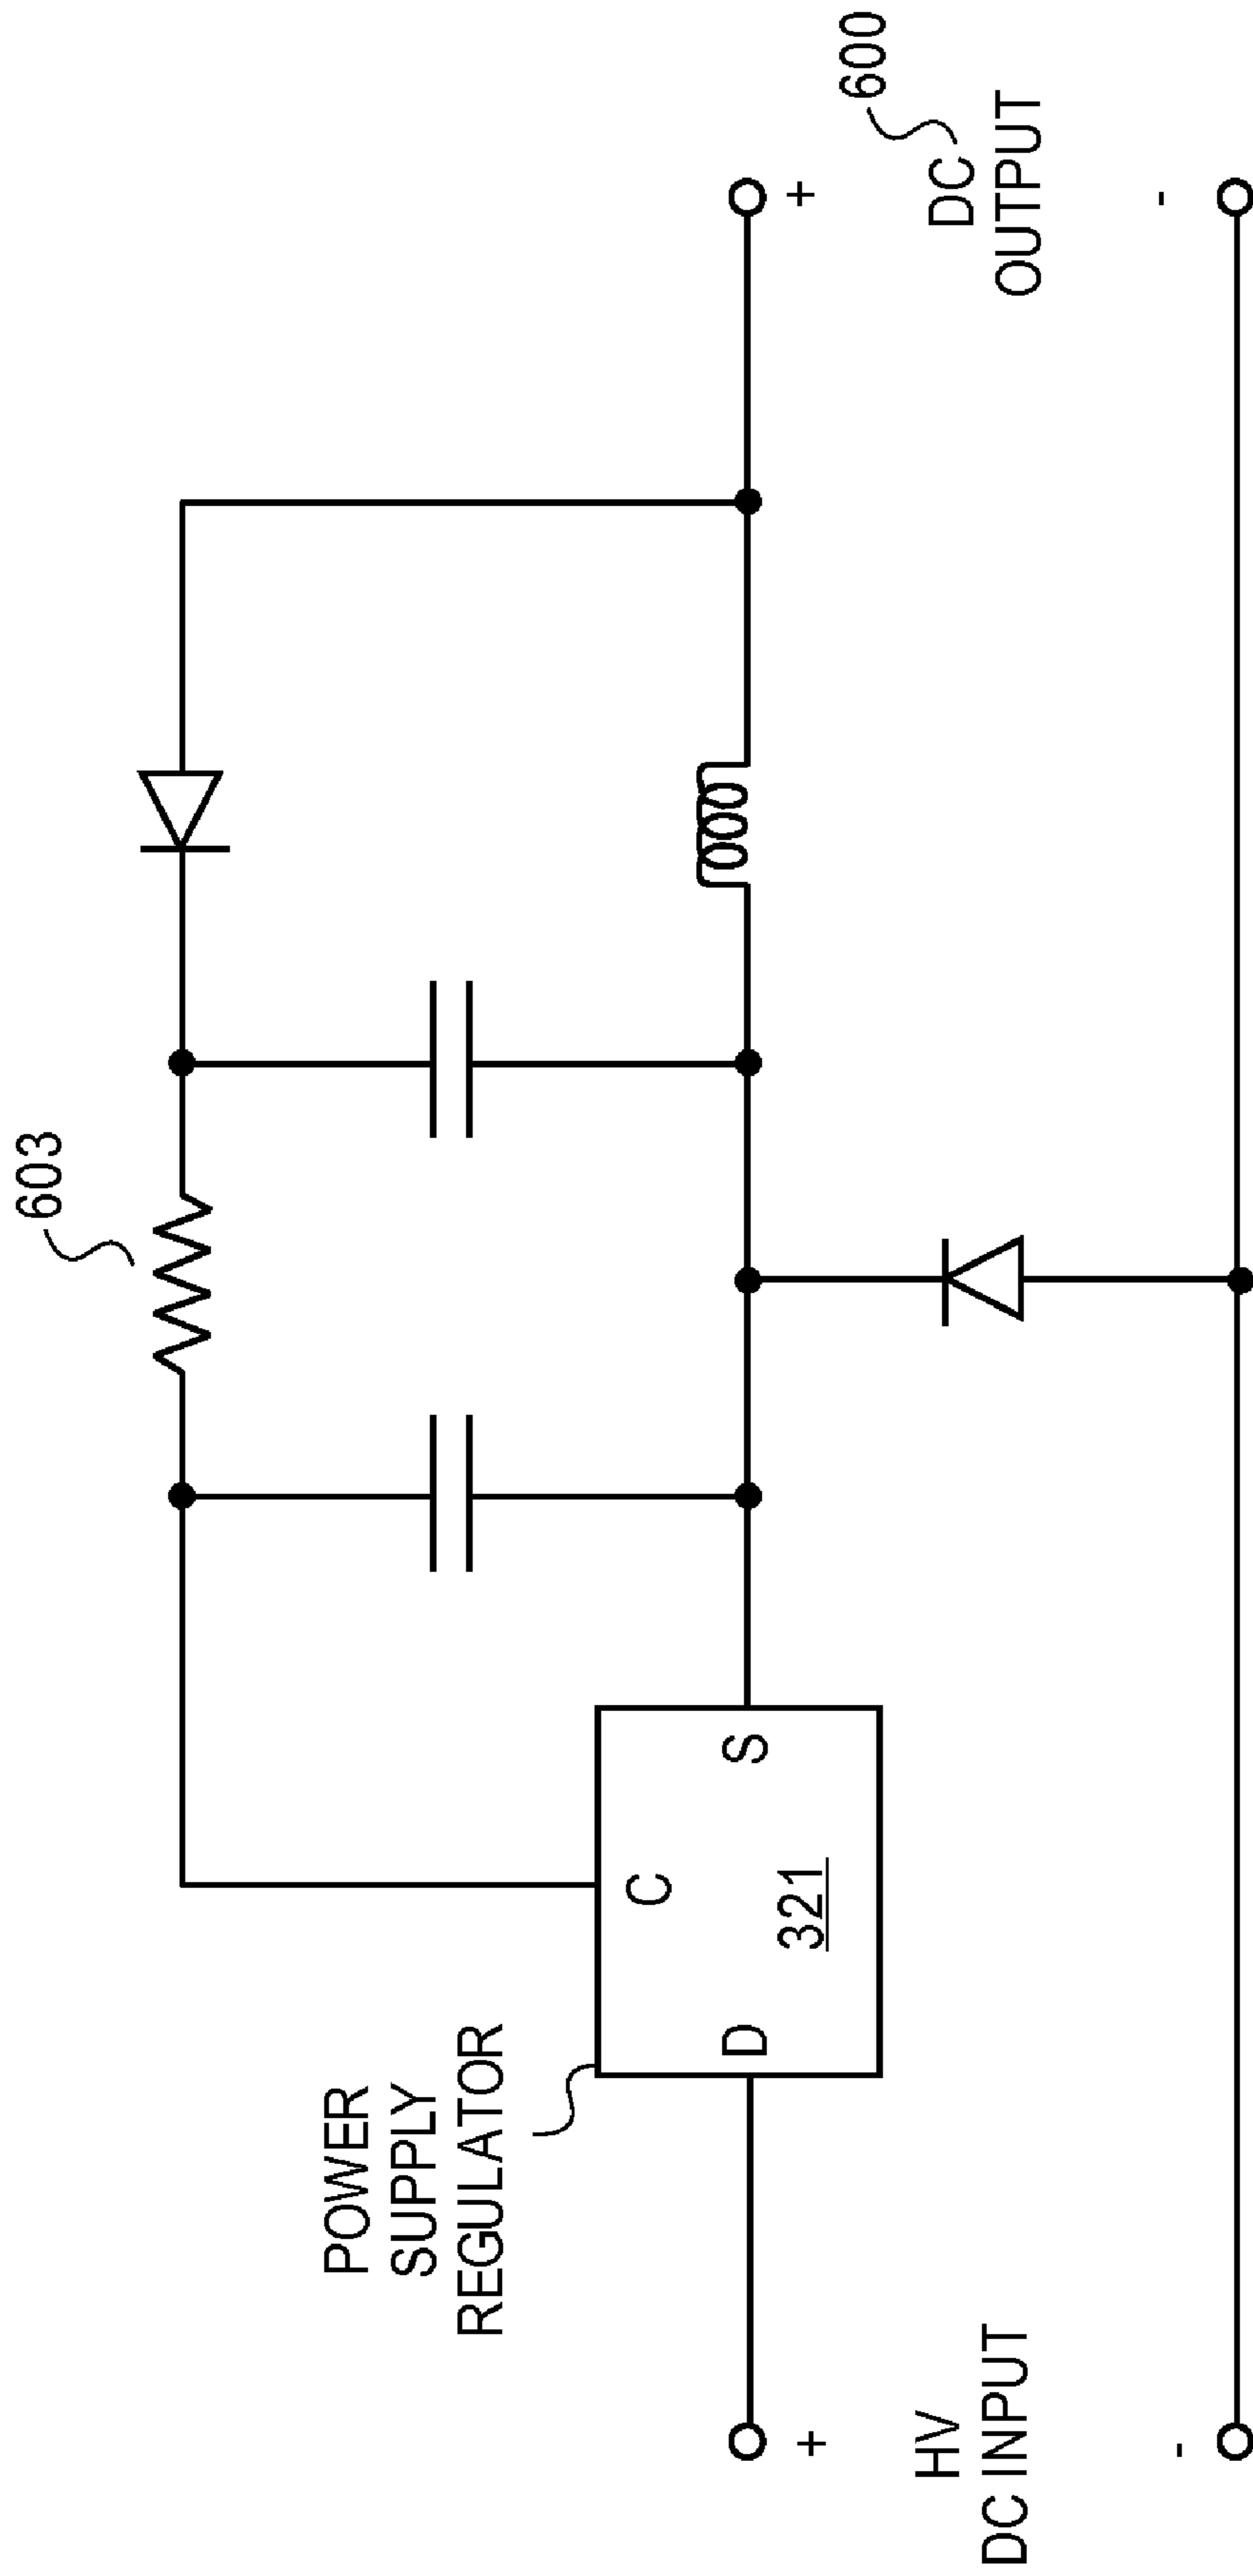 603
POWER
SUPPLY
REGULATOR
C
D
S
321
HV
DC INPUT
+
-
600
DC
OUTPUT
+
-